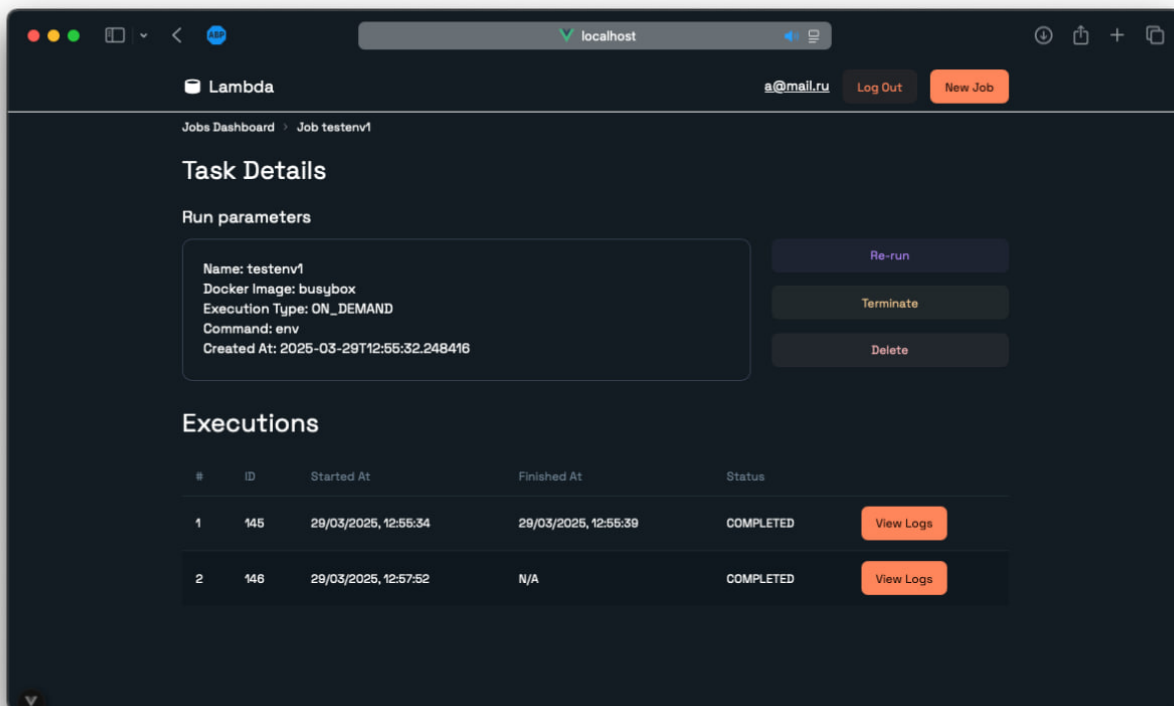 ABP
localhost
Lambda
a@mail.ru
Log Out
New Job
Jobs Dashboard > Job testenv1
Task Details
Run parameters
Name: testenv1
Docker Image: busybox
Execution Type: ON_DEMAND
Command: env
Created At: 2025-03-29T12:55:32.248416
Re-run
Terminate
Delete
Executions
# ID Started At Finished At Status
1 145 29/03/2025, 12:55:34 29/03/2025, 12:55:39 COMPLETED View Logs
2 146 29/03/2025, 12:57:52 N/A COMPLETED View Logs